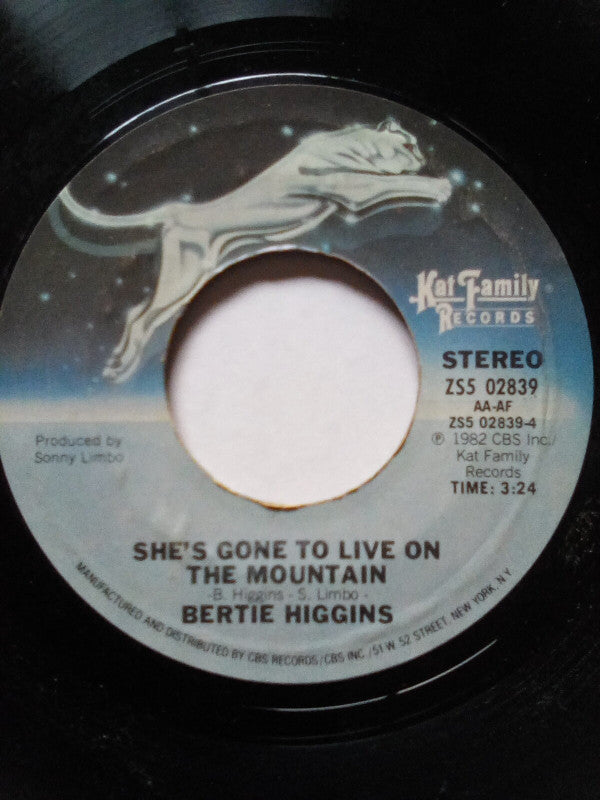 Kat Family
RECORDS
STEREO
ZS5 02839
AA-AF
ZS5 02839-4
℗ 1982 CBS Inc./
Kat Family
Records
TIME: 3:24
Produced by
Sonny Limbo
SHE'S GONE TO LIVE ON
THE MOUNTAIN
-B. Higgins - S. Limbo -
BERTIE HIGGINS
MANUFACTURED AND DISTRIBUTED BY CBS RECORDS/CBS INC./51 W. 52 STREET, NEW YORK, N.Y.